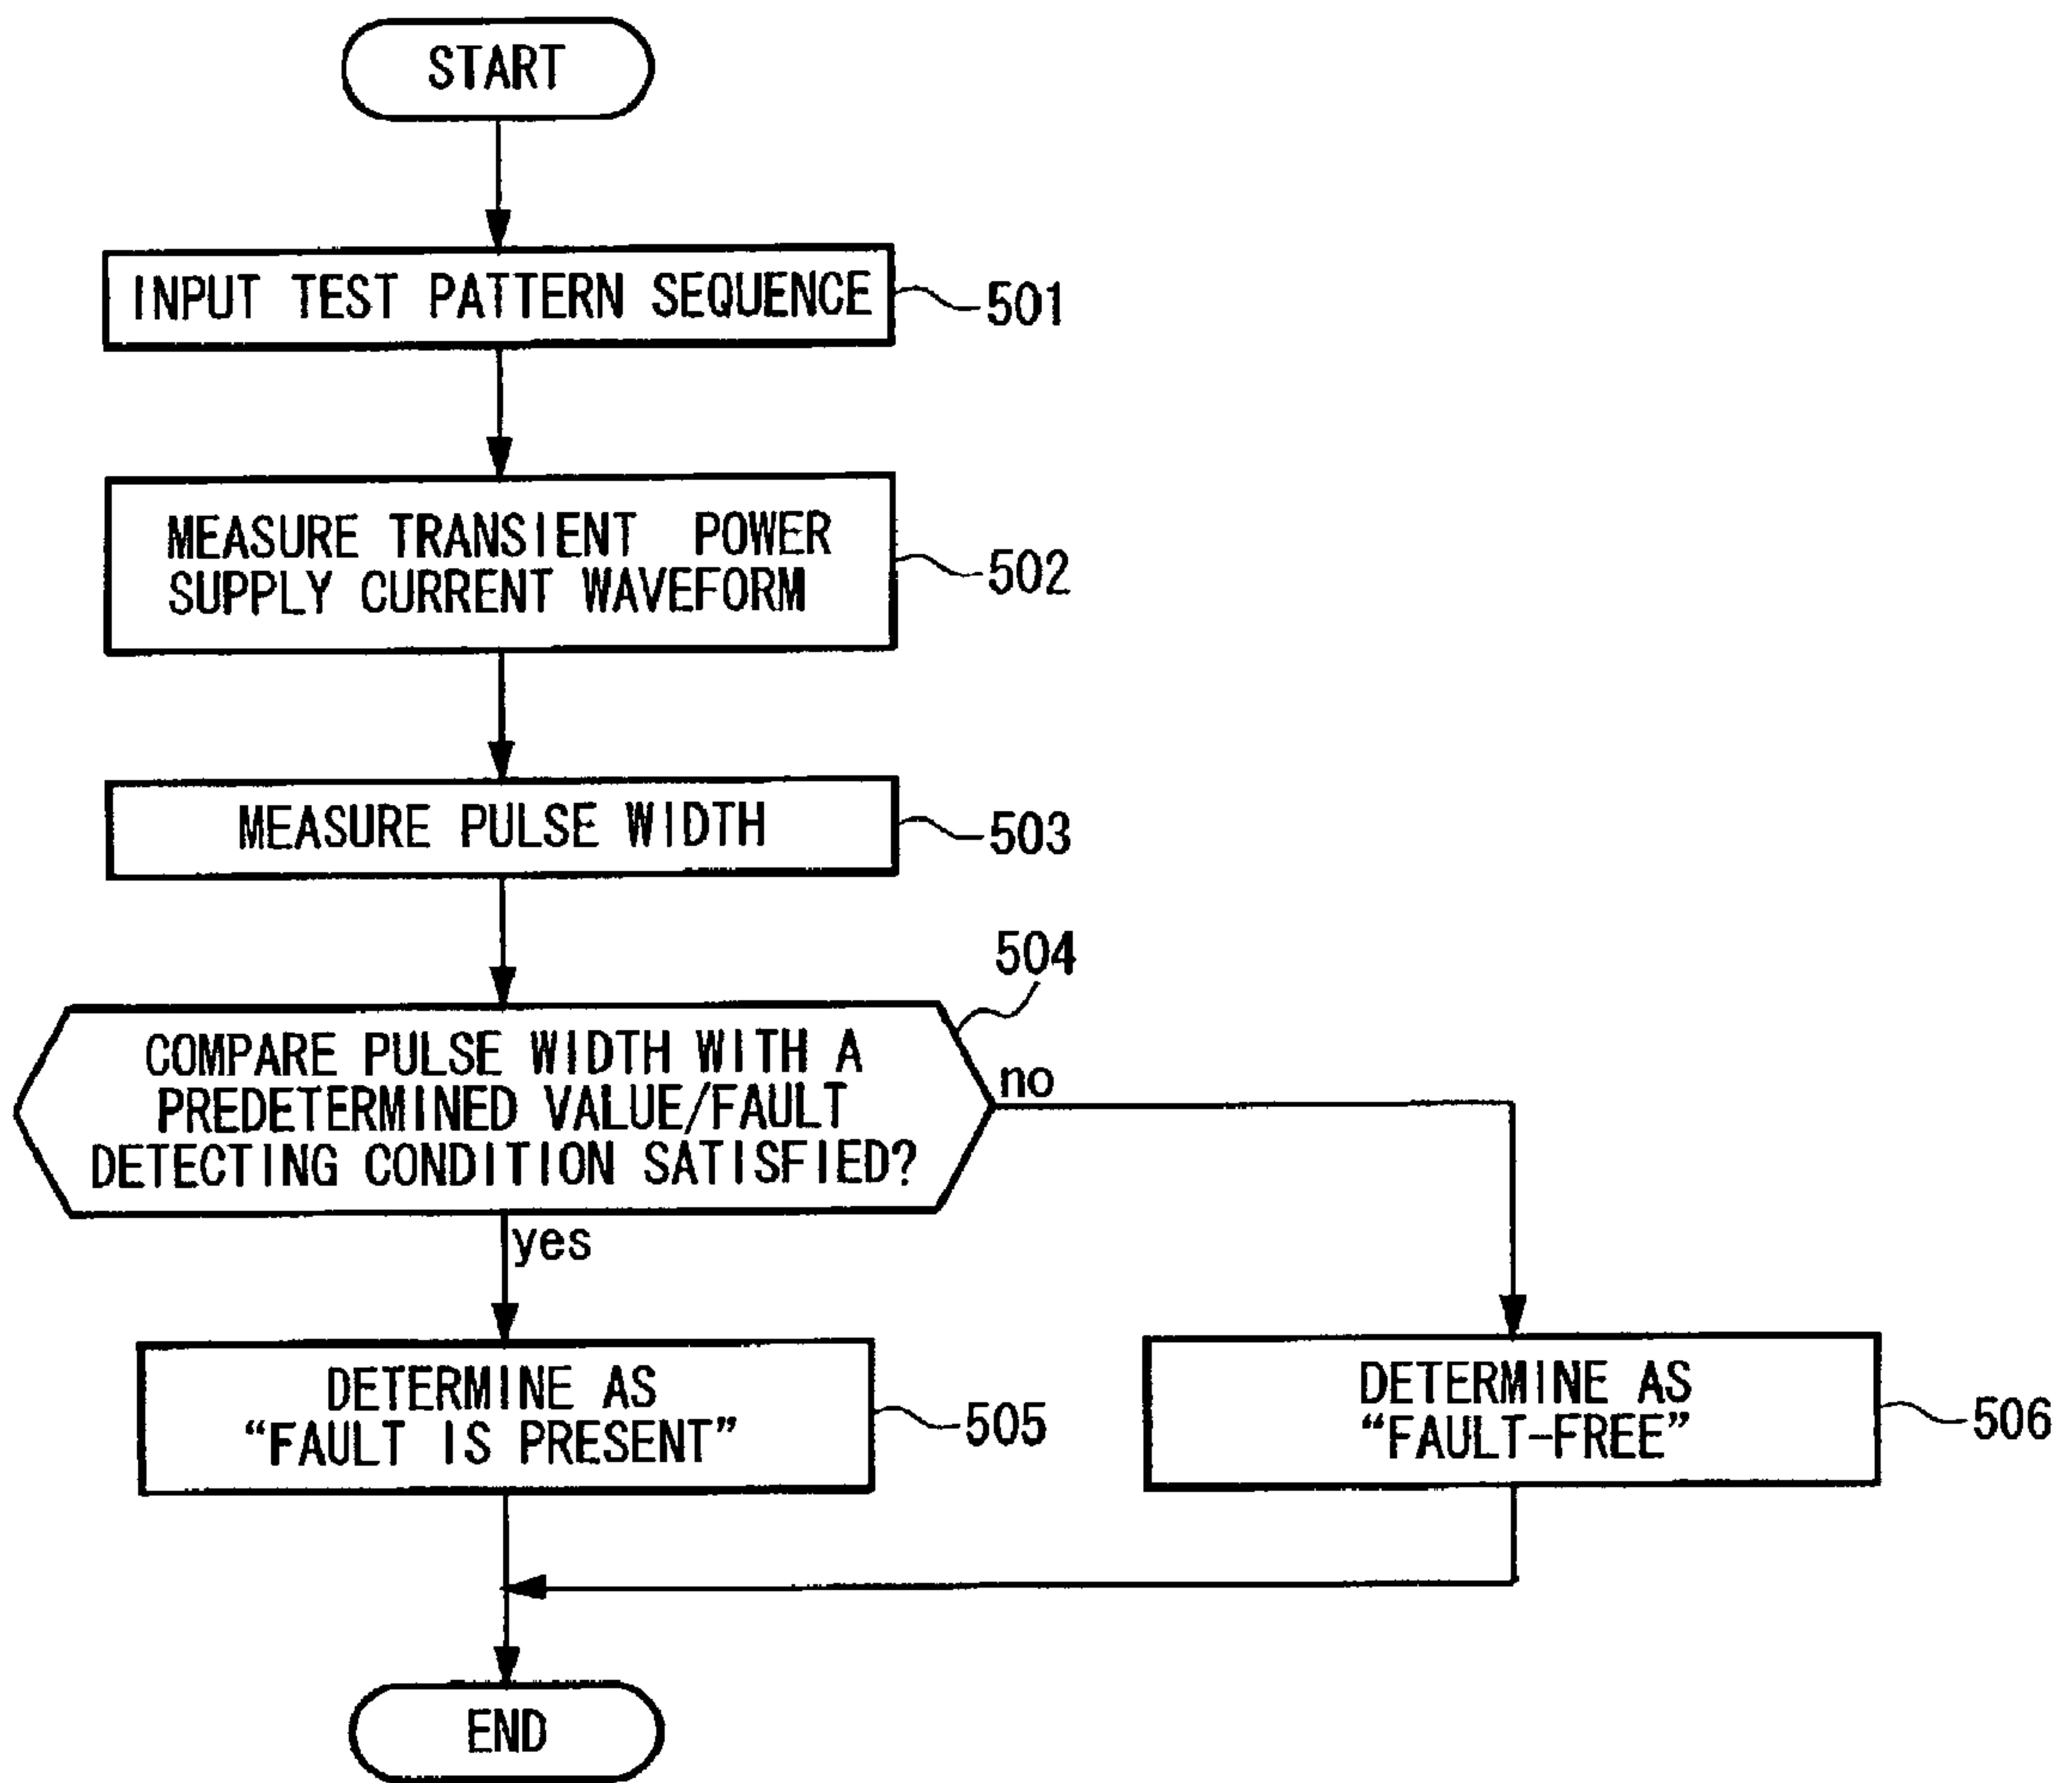 START
INPUT TEST PATTERN SEQUENCE
501
MEASURE TRANSIENT POWER
SUPPLY CURRENT WAVEFORM
502
MEASURE PULSE WIDTH
503
504
COMPARE PULSE WIDTH WITH A
PREDETERMINED VALUE/FAULT
DETECTING CONDITION SATISFIED?
no
yes
DETERMINE AS
“FAULT IS PRESENT”
505
DETERMINE AS
“FAULT-FREE”
506
END